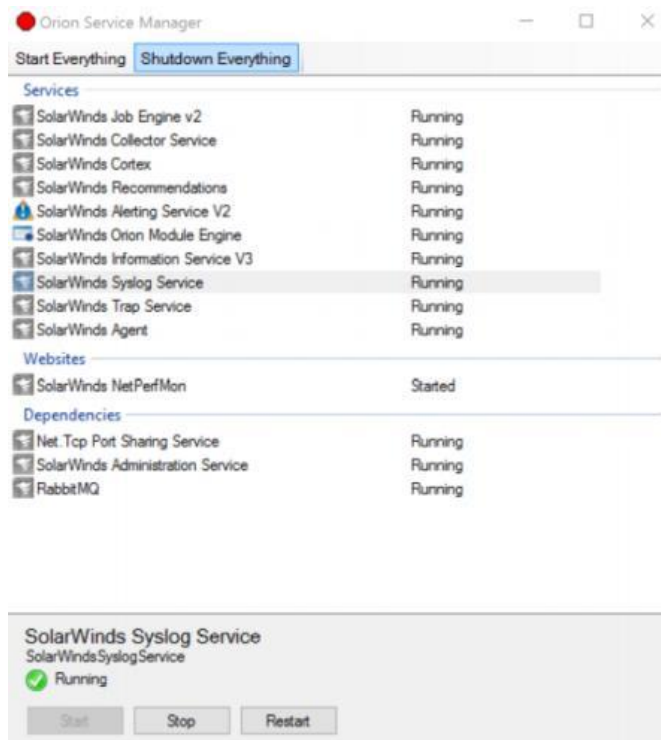 Orion Service Manager
Start Everything Shutdown Everything
Services
SolarWinds Job Engine v2 Running
SolarWinds Collector Service Running
SolarWinds Cortex Running
SolarWinds Recommendations Running
SolarWinds Alerting Service V2 Running
SolarWinds Orion Module Engine Running
SolarWinds Information Service V3 Running
SolarWinds Syslog Service Running
SolarWinds Trap Service Running
SolarWinds Agent Running
Websites
SolarWinds NetPerfMon Started
Dependencies
Net.Tcp Port Sharing Service Running
SolarWinds Administration Service Running
RabbitMQ Running
SolarWinds Syslog Service
SolarWindsSyslogService
Running
Start Stop Restart